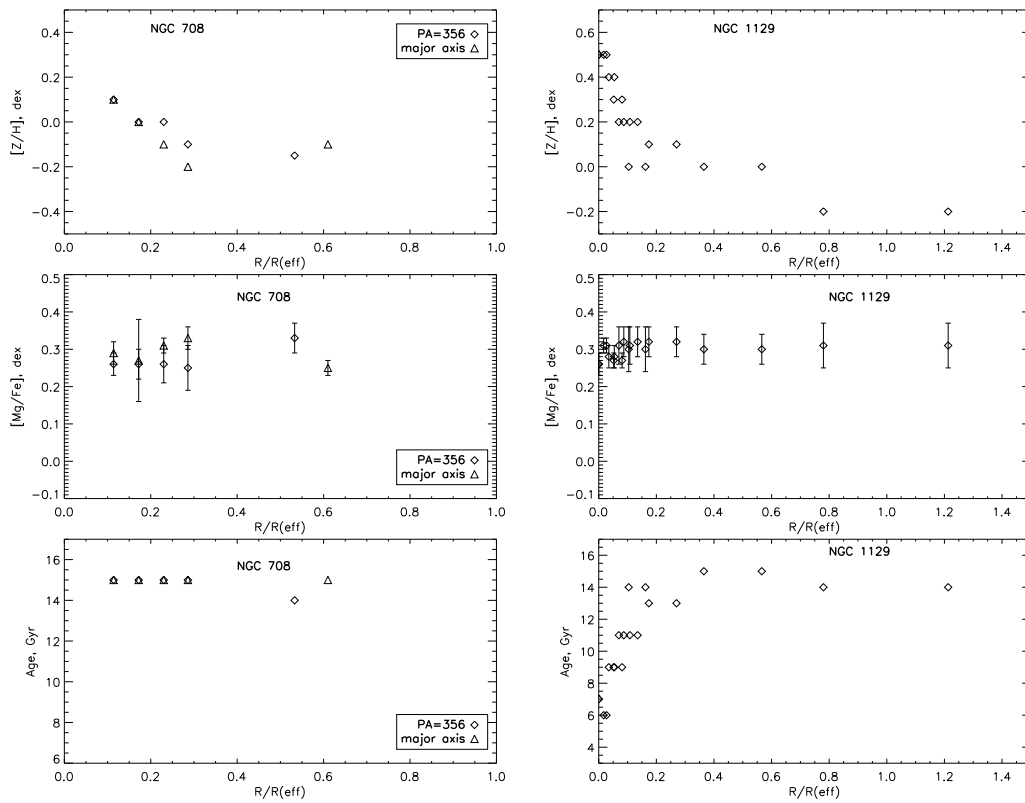 NGC 708
PA=356
major axis
[Z/H], dex
0.4
0.2
0.0
−0.2
−0.4
0.0 0.2 0.4 0.6 0.8 1.0
R/R(eff)
NGC 1129
[Z/H], dex
0.6
0.4
0.2
0.0
−0.2
0.0 0.2 0.4 0.6 0.8 1.0 1.2 1.4
R/R(eff)
NGC 708
[Mg/Fe], dex
0.5
0.4
0.3
0.2
0.1
0.0
−0.1
PA=356
major axis
0.0 0.2 0.4 0.6 0.8 1.0
R/R(eff)
NGC 1129
[Mg/Fe], dex
0.5
0.4
0.3
0.2
0.1
0.0
−0.1
0.0 0.2 0.4 0.6 0.8 1.0 1.2 1.4
R/R(eff)
NGC 708
Age, Gyr
16
14
12
10
8
6
PA=356
major axis
0.0 0.2 0.4 0.6 0.8 1.0
R/R(eff)
NGC 1129
Age, Gyr
16
14
12
10
8
6
4
0.0 0.2 0.4 0.6 0.8 1.0 1.2 1.4
R/R(eff)